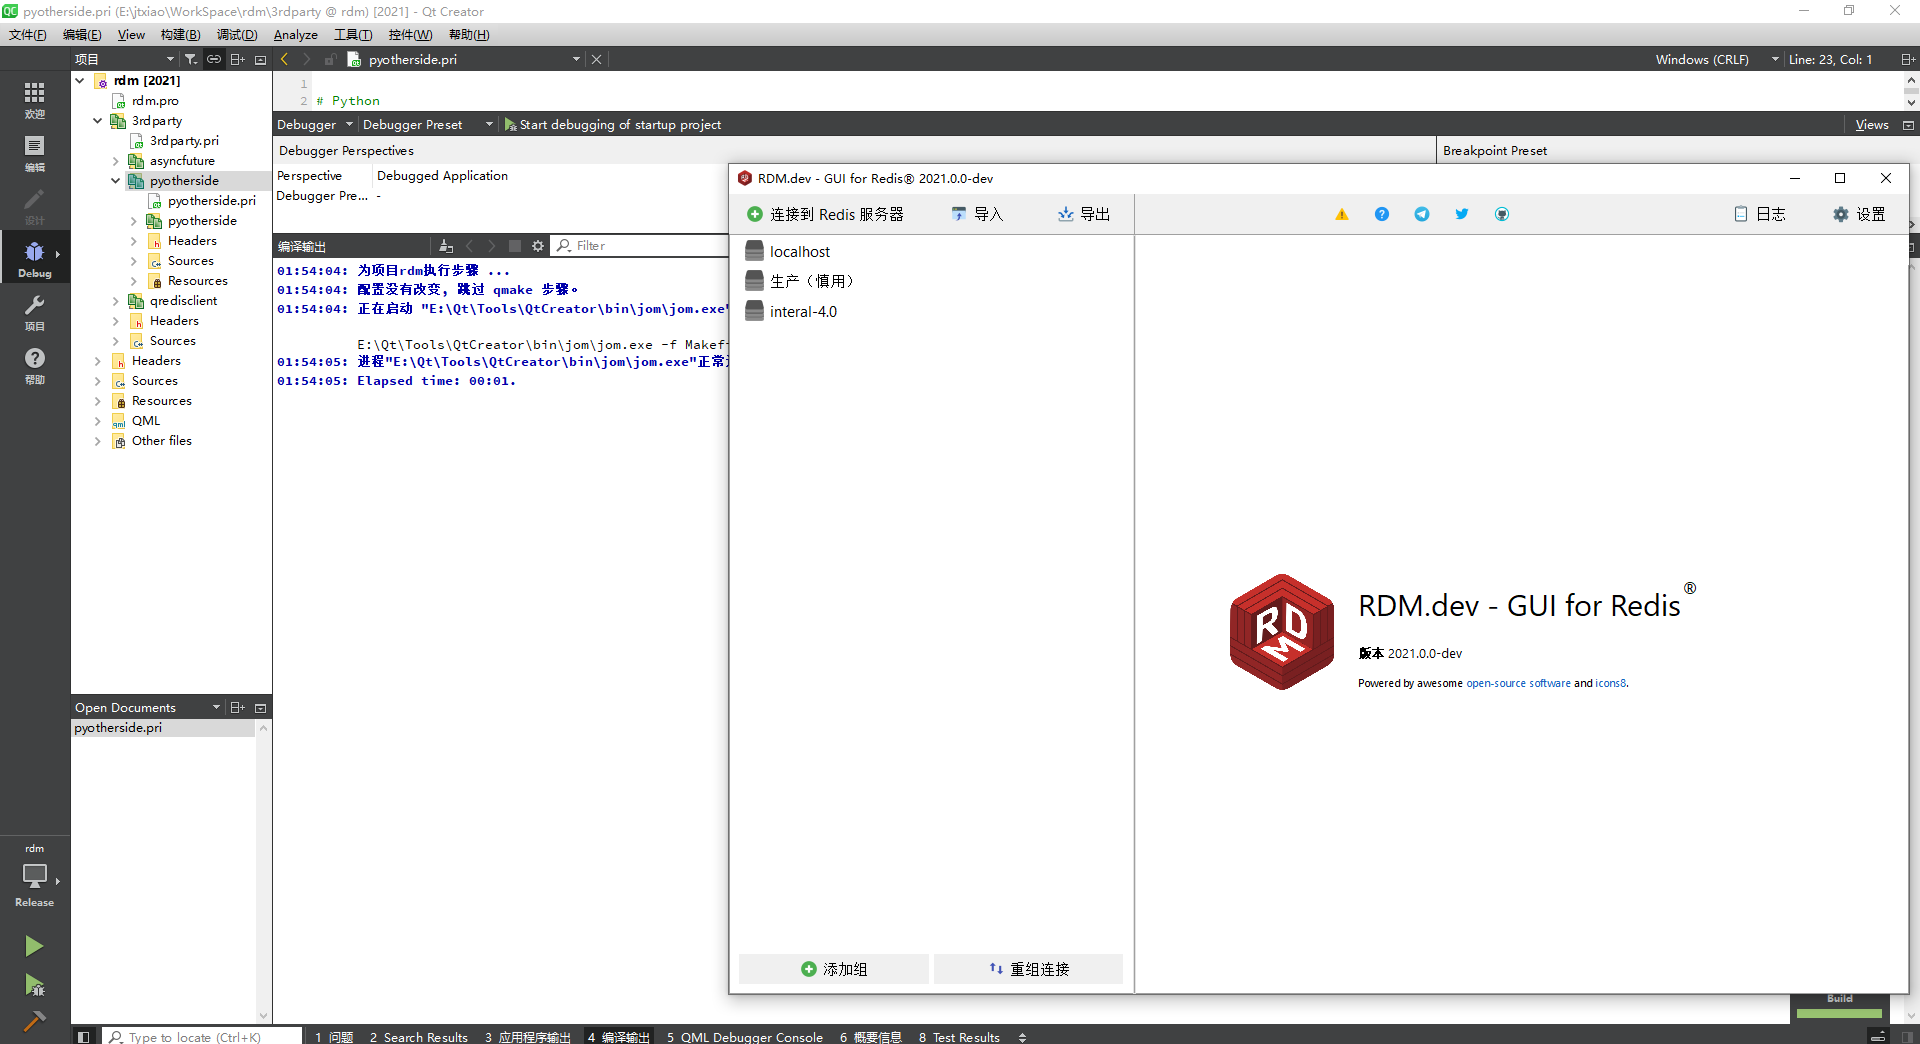 pyotherside.pri (E:\jtxiao\WorkSpace\rdm\3rdparty @ rdm) [2021] - Qt Creator
文件(F) 编辑(E) View 构建(B) 调试(D) Analyze 工具(T) 控件(W) 帮助(H)
项目
pyotherside.pri
Windows (CRLF) Line: 23, Col: 1
欢迎
编辑
设计
Debug
项目
帮助
rdm
Release
rdm [2021]
rdm.pro
3rdparty
3rdparty.pri
asyncfuture
pyotherside
pyotherside.pri
pyotherside
Headers
Sources
Resources
qredisclient
Headers
Sources
Headers
Sources
Resources
QML
Other files
Open Documents
pyotherside.pri
1
2 # Python
Debugger Debugger Preset Start debugging of startup project Views
Debugger Perspectives Breakpoint Preset
Perspective Debugged Application
Debugger Pre... -
编译输出 Filter
01:54:04: 为项目rdm执行步骤 ...
01:54:04: 配置没有改变, 跳过 qmake 步骤。
01:54:04: 正在启动 "E:\Qt\Tools\QtCreator\bin\jom\jom.exe"
E:\Qt\Tools\QtCreator\bin\jom\jom.exe -f Makef
01:54:05: 进程"E:\Qt\Tools\QtCreator\bin\jom\jom.exe"正常
01:54:05: Elapsed time: 00:01.
RDM.dev - GUI for Redis® 2021.0.0-dev
连接到 Redis 服务器 导入 导出 日志 设置
localhost
生产（慎用）
interal-4.0
RDM
RDM.dev - GUI for Redis®
版本 2021.0.0-dev
Powered by awesome open-source software and icons8.
添加组 重组连接
Build
Type to locate (Ctrl+K) 1 问题 2 Search Results 3 应用程序输出 4 编译输出 5 QML Debugger Console 6 概要信息 8 Test Results